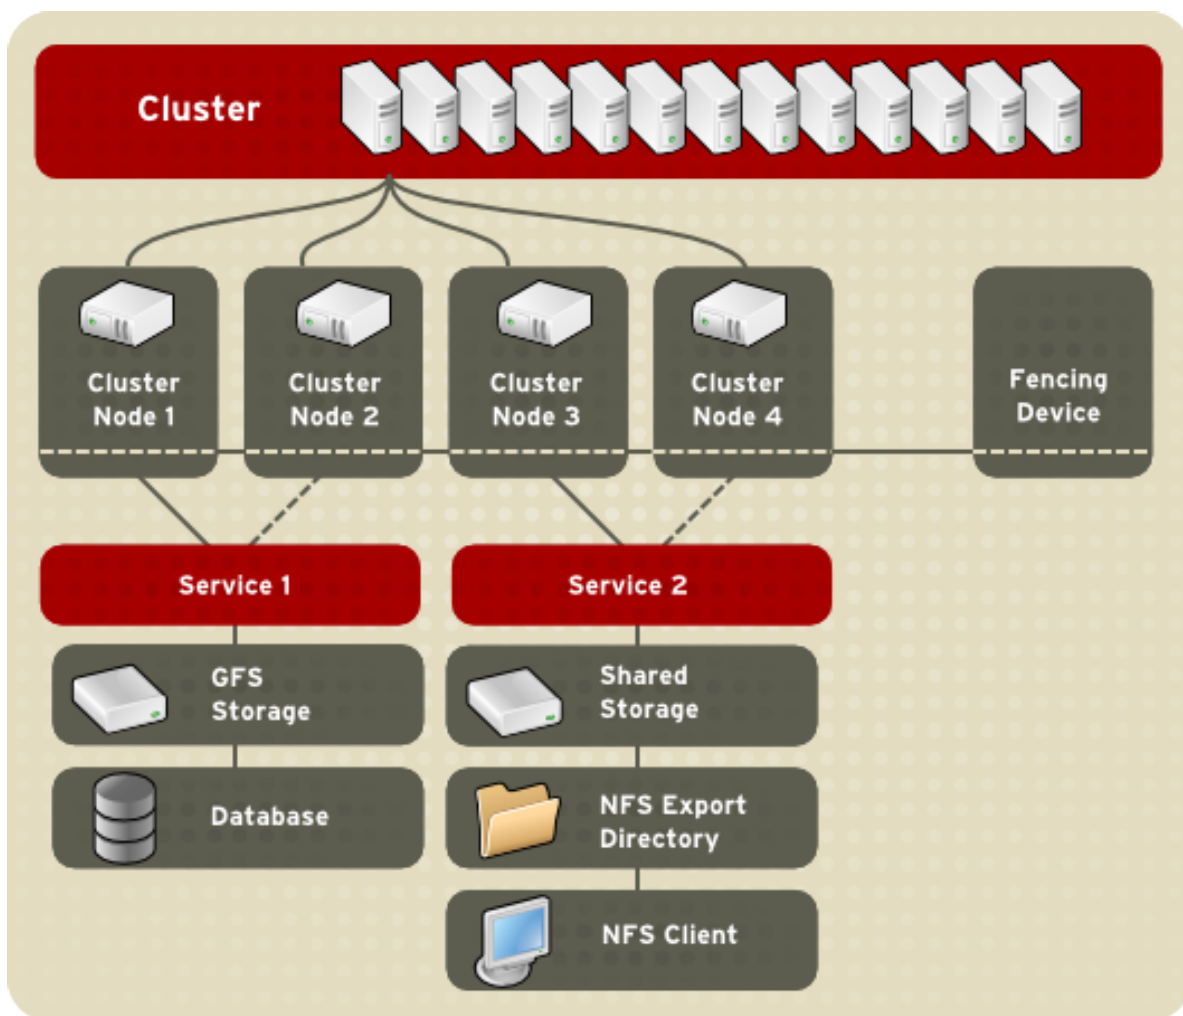 Cluster
Cluster
Node 1
Cluster
Node 2
Cluster
Node 3
Cluster
Node 4
Fencing
Device
Service 1
Service 2
GFS
Storage
Shared
Storage
Database
NFS Export
Directory
NFS Client